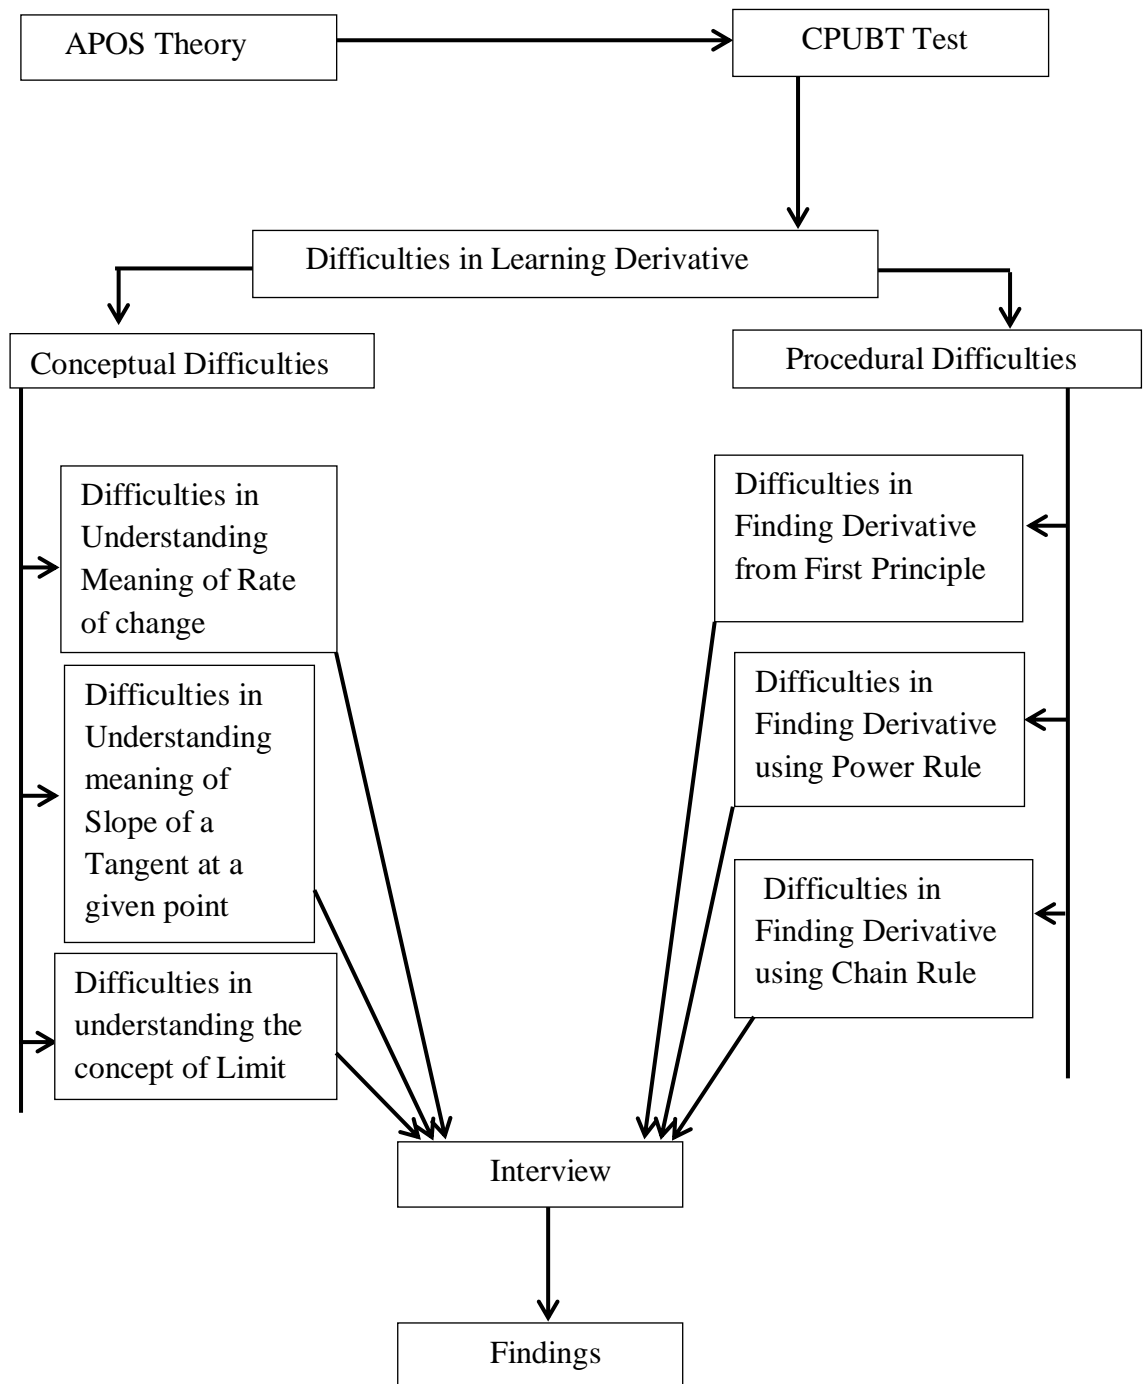 APOS Theory
CPUBT Test
Difficulties in Learning Derivative
Conceptual Difficulties
Procedural Difficulties
Difficulties in
Understanding
Meaning of Rate
of change
Difficulties in
Understanding
meaning of
Slope of a
Tangent at a
given point
Difficulties in
understanding the
concept of Limit
Difficulties in
Finding Derivative
from First Principle
Difficulties in
Finding Derivative
using Power Rule
Difficulties in
Finding Derivative
using Chain Rule
Interview
Findings